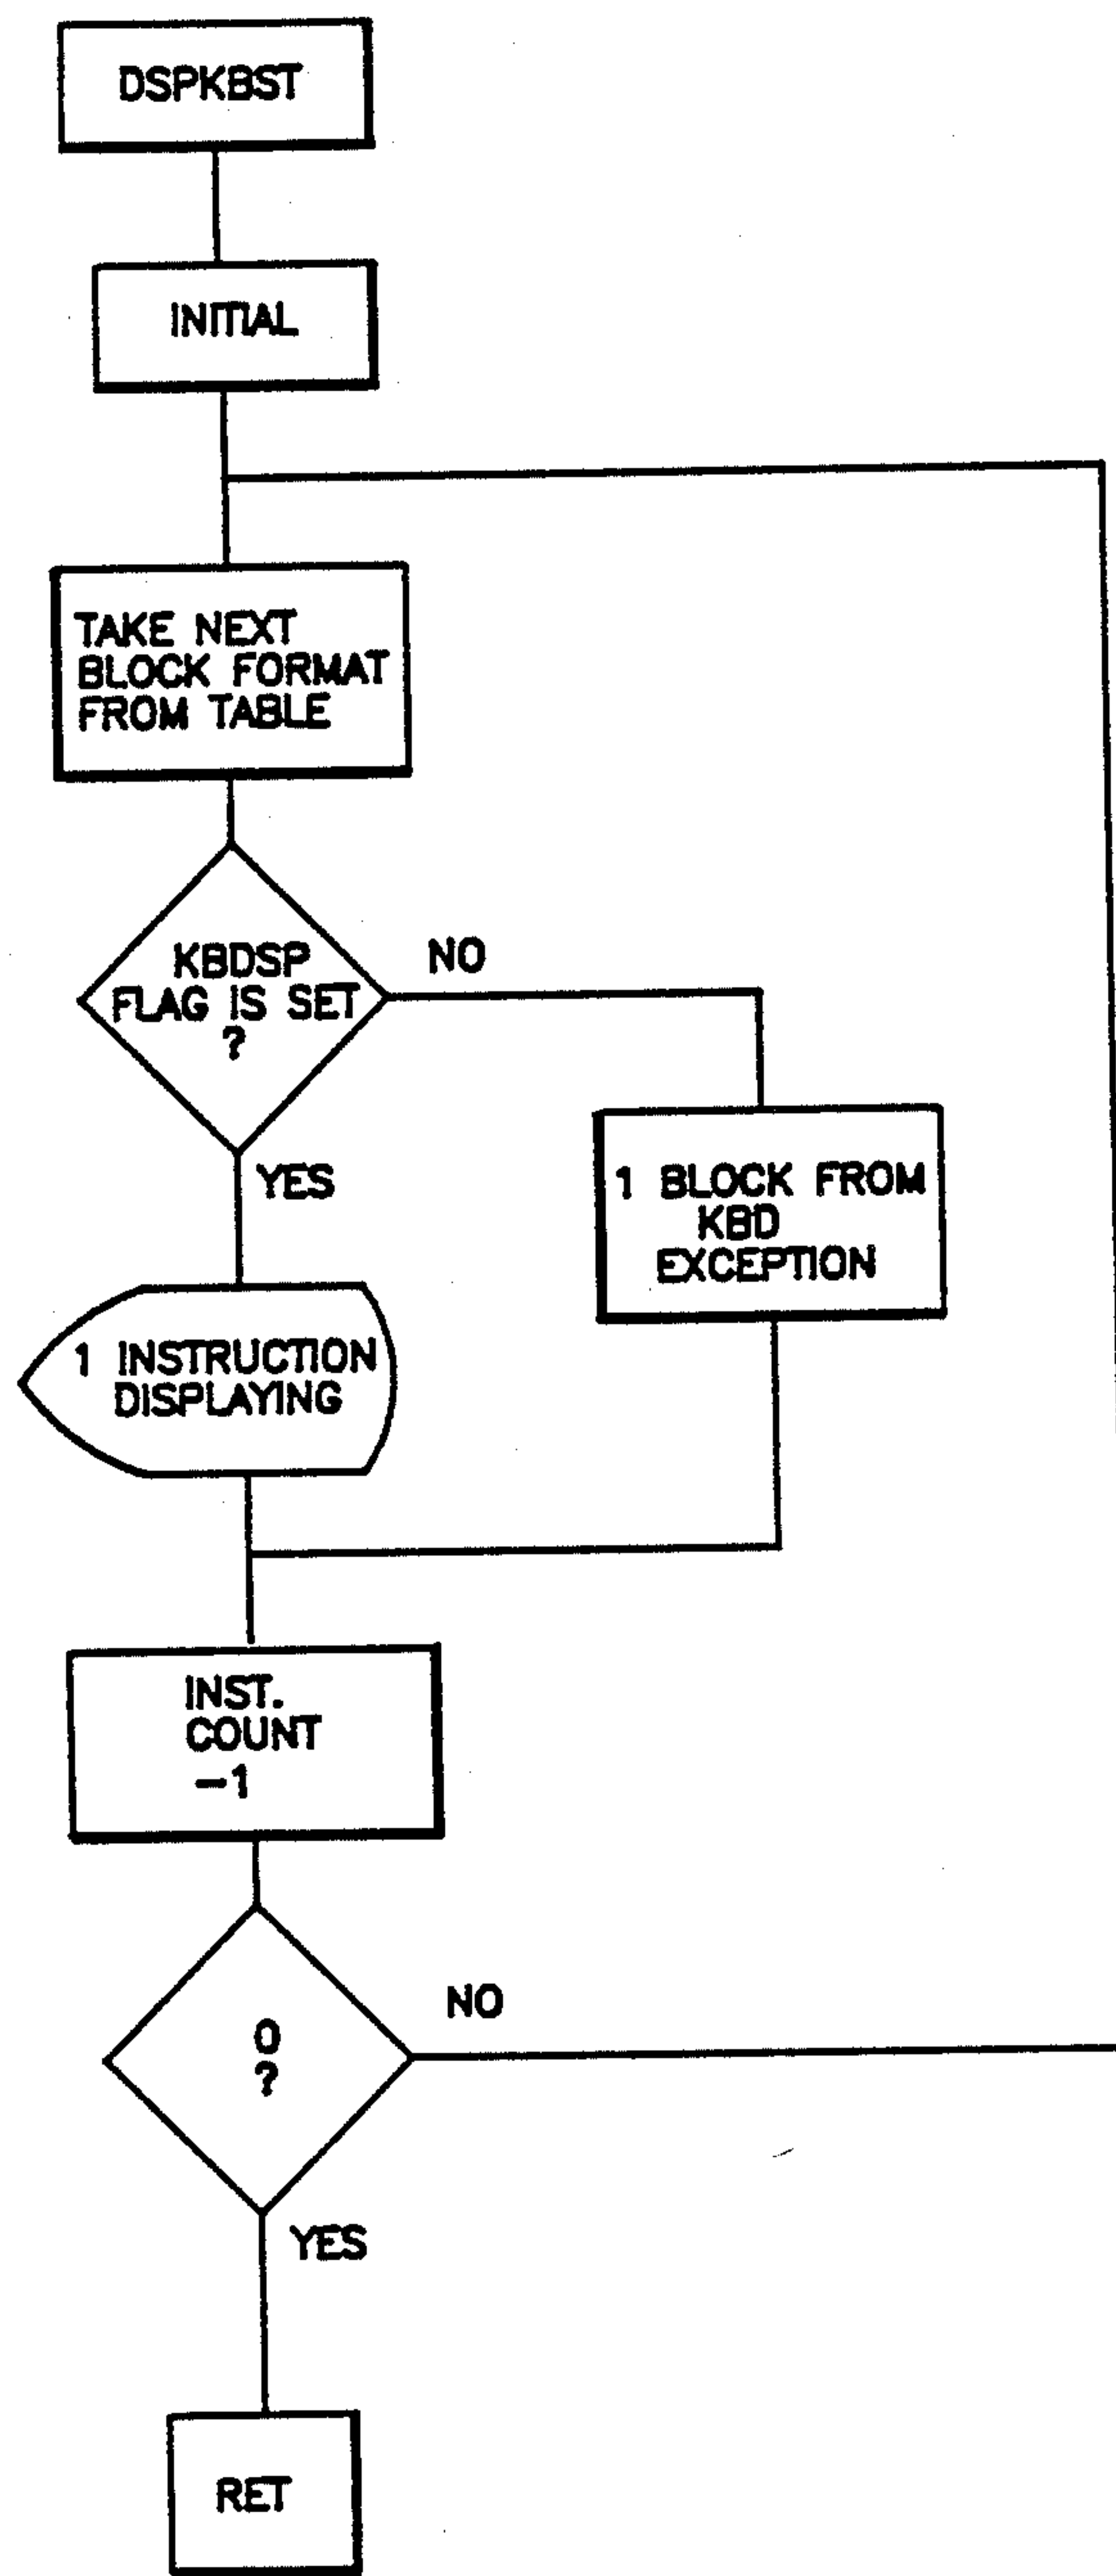 DSPKBST
INITIAL
TAKE NEXT
BLOCK FORMAT
FROM TABLE
KBDSP
FLAG IS SET
?
NO
YES
1 BLOCK FROM
KBD
EXCEPTION
1 INSTRUCTION
DISPLAYING
INST.
COUNT
-1
0
?
NO
YES
RET